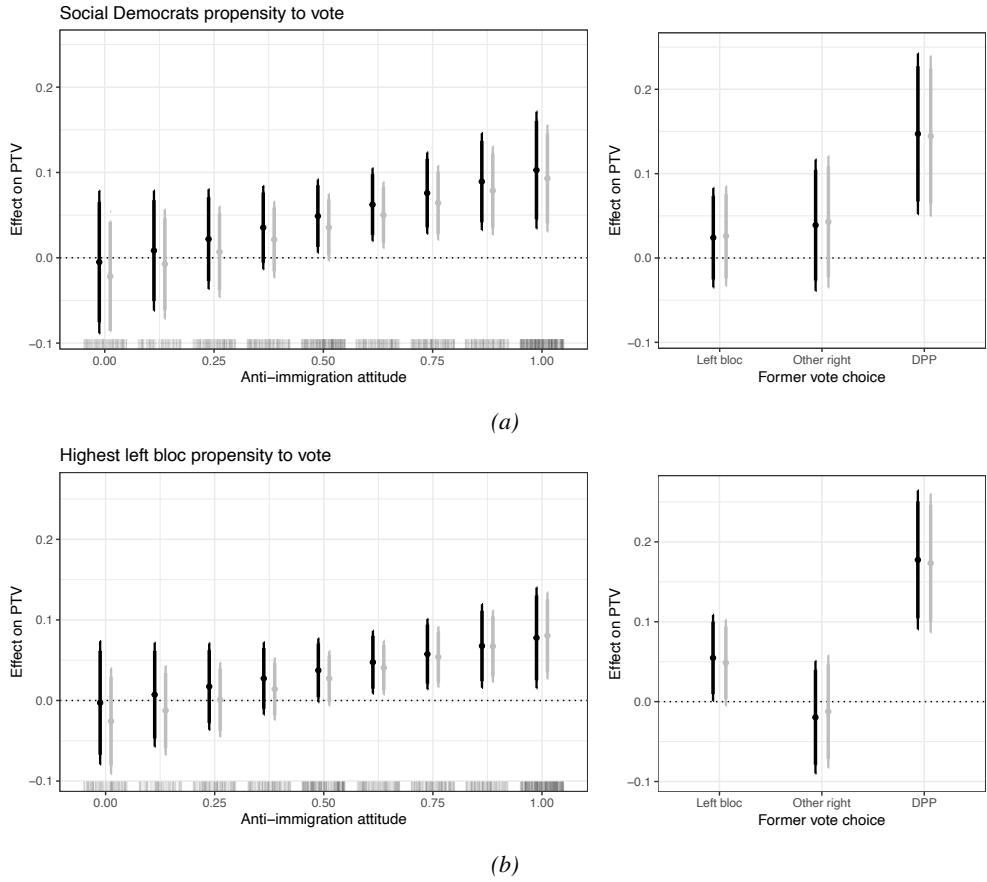 Social Democrats propensity to vote
Effect on PTV
0.2
0.1
0.0
−0.1
0.00 0.25 0.50 0.75 1.00
Anti−immigration attitude
Effect on PTV
0.2
0.1
0.0
−0.1
Left bloc Other right DPP
Former vote choice
(a)
Highest left bloc propensity to vote
Effect on PTV
0.2
0.1
0.0
−0.1
0.00 0.25 0.50 0.75 1.00
Anti−immigration attitude
Effect on PTV
0.2
0.1
0.0
−0.1
Left bloc Other right DPP
Former vote choice
(b)